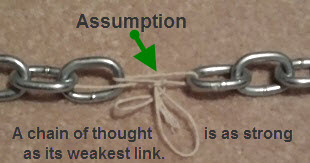 Assumption
A chain of thought is as strong
as its weakest link.